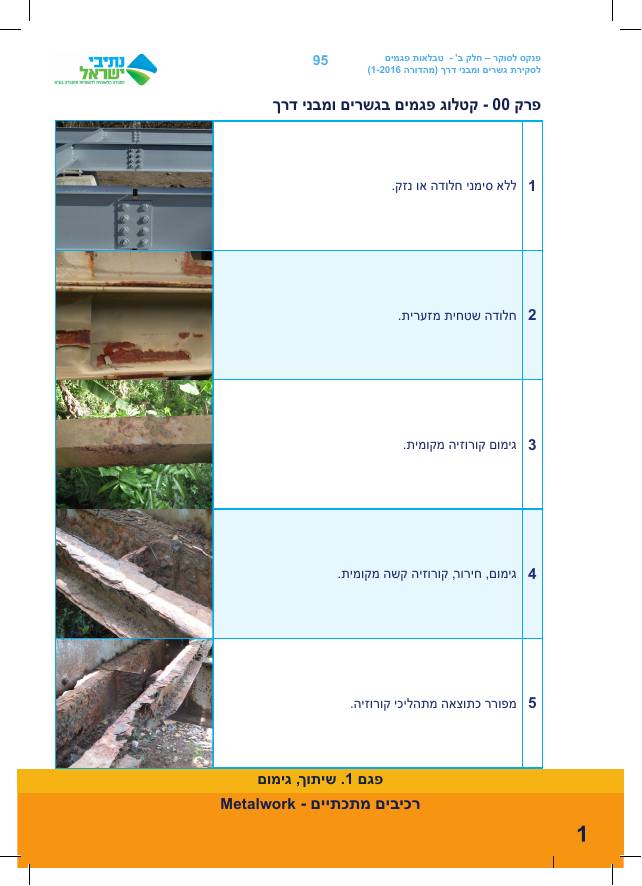 פנקס לסוקר – חלק ב' - טבלאות פגמים
לסקירת גשרים ומבני דרך (מהדורה 1-2016)
95
נתיבי
ישראל
פרק 00 - קטלוג פגמים בגשרים ומבני דרך
1 ללא סימני חלודה או נזק.
2 חלודה שטחית מזערית.
3 גימום קורוזיה מקומית.
4 גימום, חירור, קורוזיה קשה מקומית.
5 מפורר כתוצאה מתהליכי קורוזיה.
פגם 1. שיתוך, גימום
רכיבים מתכתיים - Metalwork
1